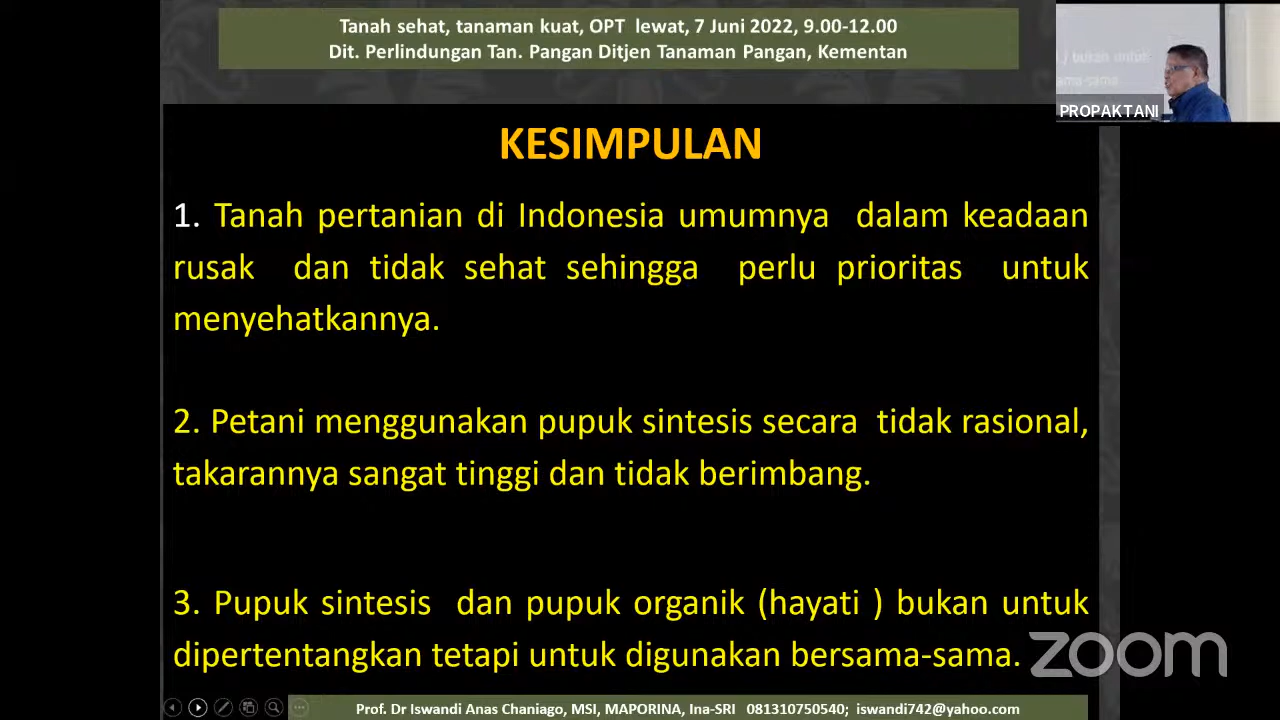 Tanah sehat, tanaman kuat, OPT lewat, 7 Juni 2022, 9.00-12.00
Dit. Perlindungan Tan. Pangan Ditjen Tanaman Pangan, Kementan
PROPAKTANI
KESIMPULAN
1. Tanah pertanian di Indonesia umumnya dalam keadaan
rusak dan tidak sehat sehingga perlu prioritas untuk
menyehatkannya.
2. Petani menggunakan pupuk sintesis secara tidak rasional,
takarannya sangat tinggi dan tidak berimbang.
3. Pupuk sintesis dan pupuk organik (hayati ) bukan untuk
dipertentangkan tetapi untuk digunakan bersama-sama.
zoom
Prof. Dr Iswandi Anas Chaniago, MSI, MAPORINA, Ina-SRI 081310750540; iswandi742@yahoo.com